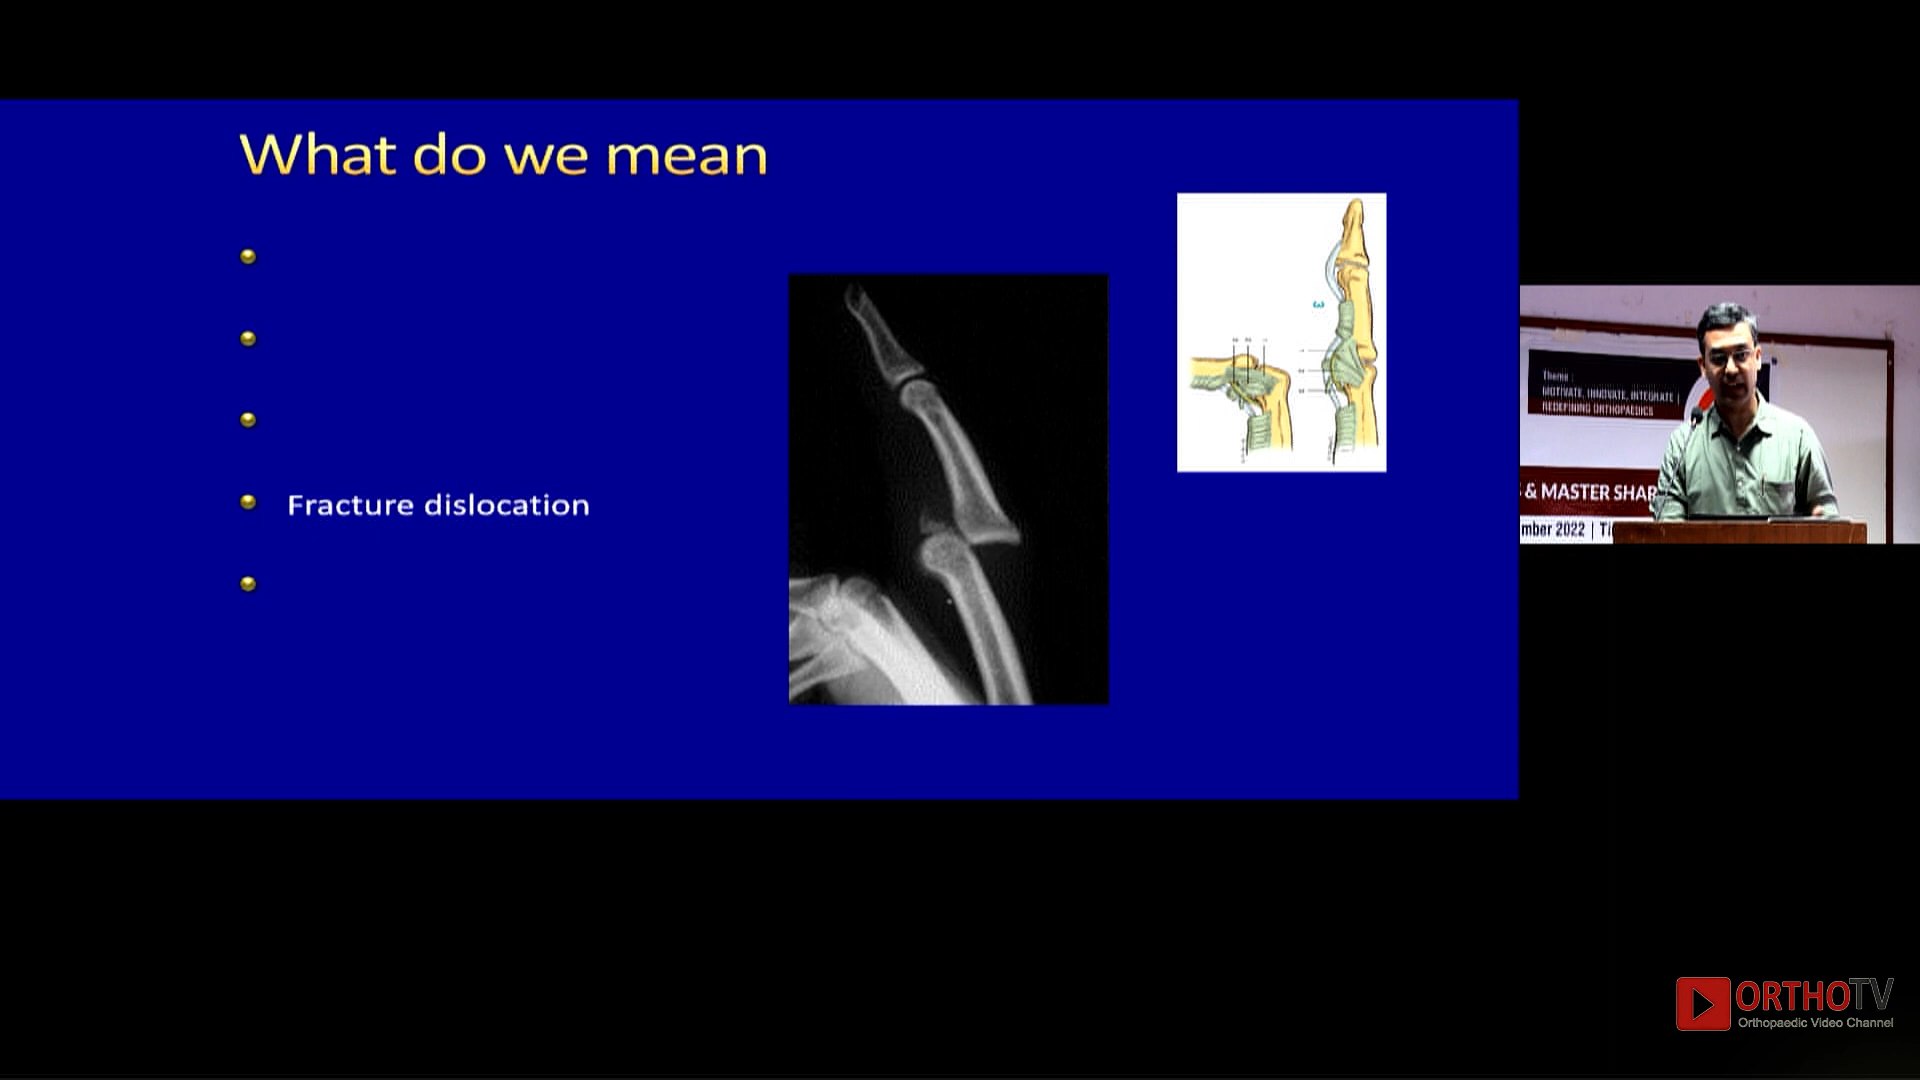 What do we mean
Fracture dislocation
3
Theme :
MOTIVATE, INNOVATE, INTEGRATE |
REDEFINING ORTHOPAEDICS
& MASTER SHAR
mber 2022 | Ti
ORTHOTV
Orthopaedic Video Channel